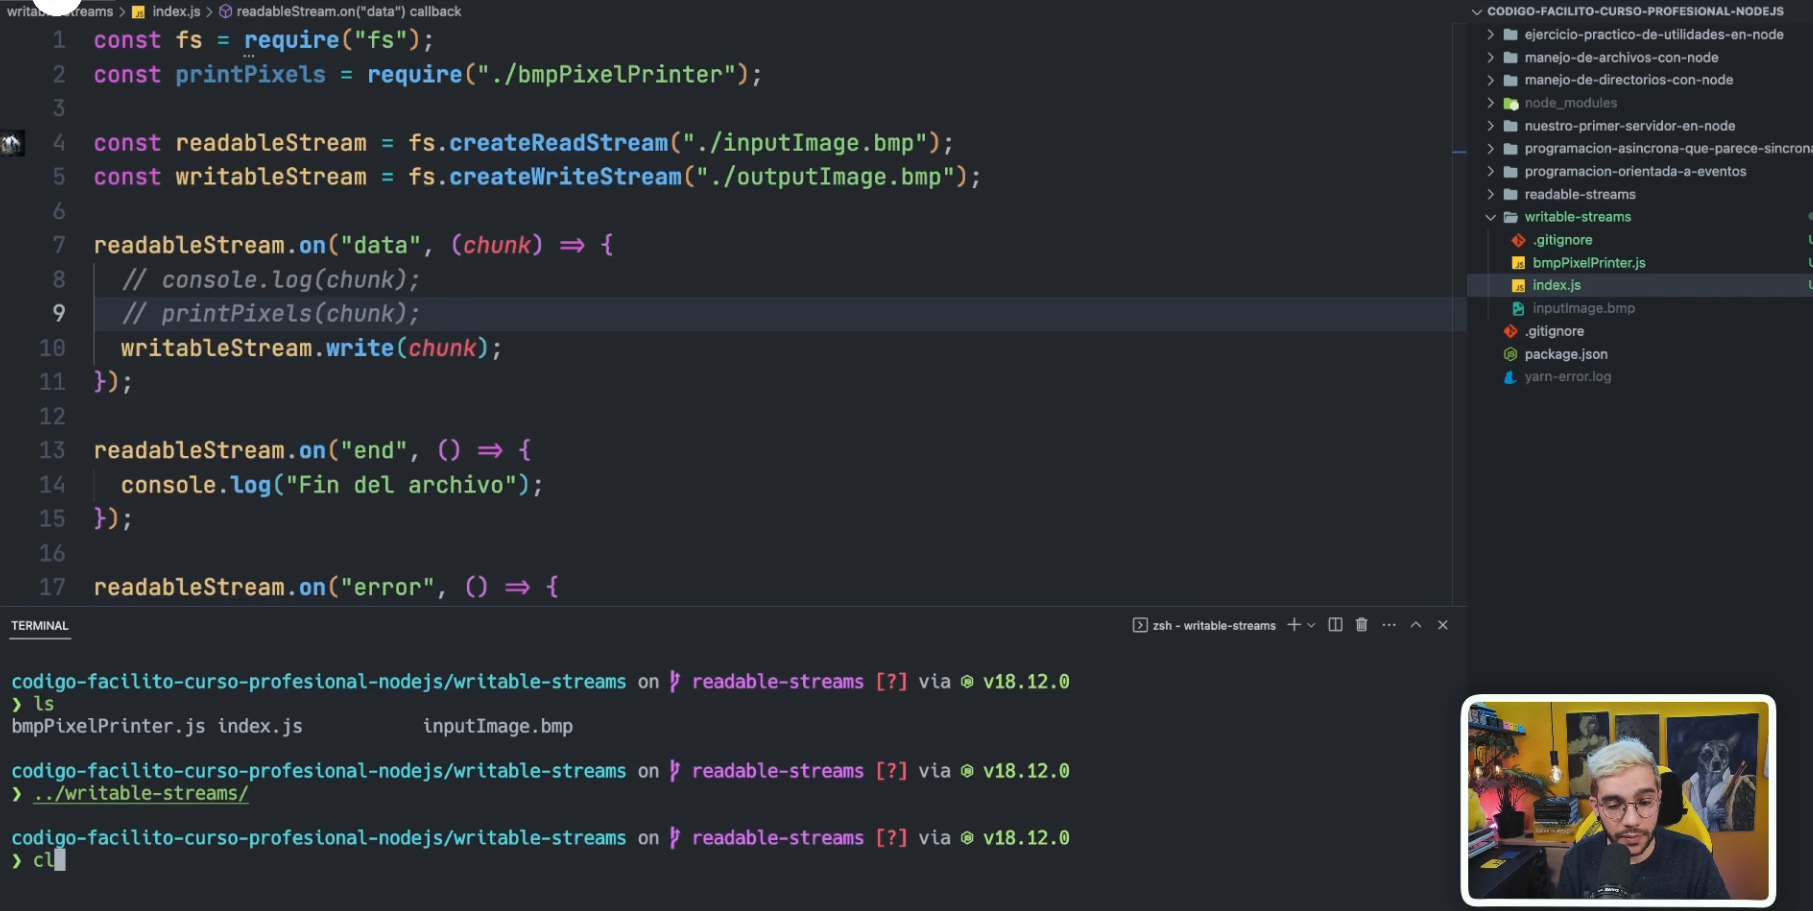 writable-streams > index.js > readableStream.on("data") callback
1 const fs = require("fs");
2 const printPixels = require("./bmpPixelPrinter");
3
4 const readableStream = fs.createReadStream("./inputImage.bmp");
5 const writableStream = fs.createWriteStream("./outputImage.bmp");
6
7 readableStream.on("data", (chunk) => {
8 // console.log(chunk);
9 // printPixels(chunk);
10 writableStream.write(chunk);
11 });
12
13 readableStream.on("end", () => {
14 console.log("Fin del archivo");
15 });
16
17 readableStream.on("error", () => {
TERMINAL
zsh - writable-streams
codigo-facilito-curso-profesional-nodejs/writable-streams on readable-streams [?] via v18.12.0
❯ ls
bmpPixelPrinter.js index.js inputImage.bmp
codigo-facilito-curso-profesional-nodejs/writable-streams on readable-streams [?] via v18.12.0
❯ ../writable-streams/
codigo-facilito-curso-profesional-nodejs/writable-streams on readable-streams [?] via v18.12.0
❯ cl
CODIGO-FACILITO-CURSO-PROFESIONAL-NODEJS
ejercicio-practico-de-utilidades-en-node
manejo-de-archivos-con-node
manejo-de-directorios-con-node
node_modules
nuestro-primer-servidor-en-node
programacion-asincrona-que-parece-sincrona
programacion-orientada-a-eventos
readable-streams
writable-streams
.gitignore
bmpPixelPrinter.js
index.js
inputImage.bmp
.gitignore
package.json
yarn-error.log